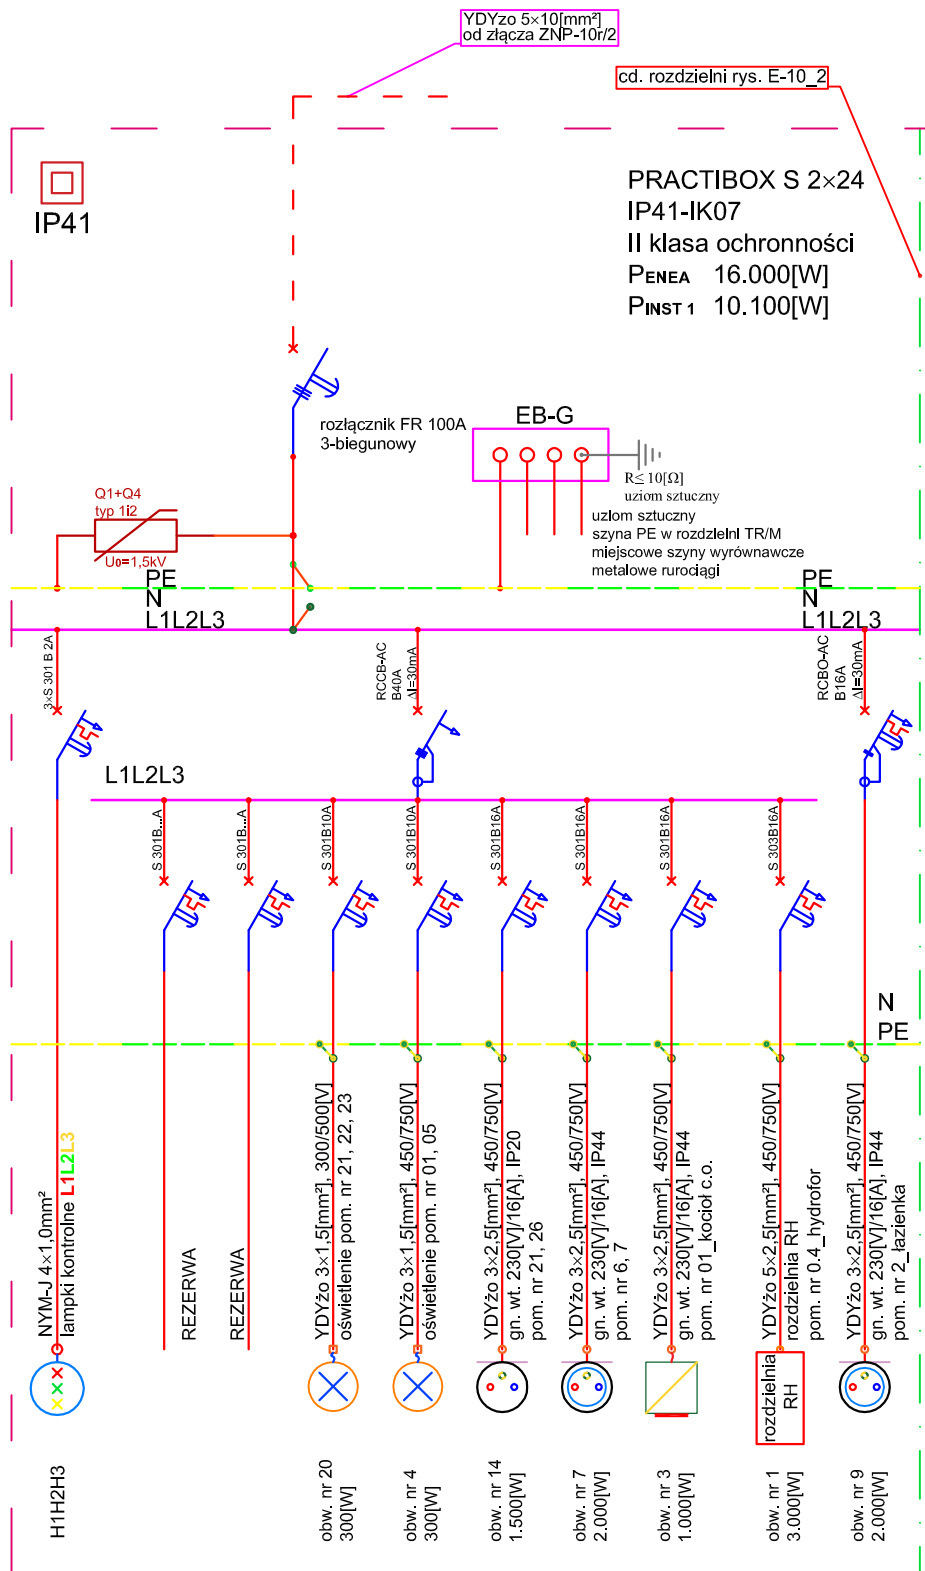 YDYzo 5×10[mm²]
od złącza ZNP-10r/2
cd. rozdzielni rys. E-10_2
IP41
PRACTIBOX S 2×24
IP41-IK07
II klasa ochronności
PENEA 16.000[W]
PINST 1 10.100[W]
rozłącznik FR 100A
3-biegunowy
EB-G
R≤ 10[Ω]
uziom sztuczny
uzlom sztuczny
szyna PE w rozdzlelnl TR/M
miejscowe szyny wyrównawcze
metalowe rurociągi
Q1+Q4
typ 1i2
U0=1,5kV
PE
N
L1L2L3
PE
N
L1L2L3
3×S 301 B 2A
RCCB-AC
B40A
ΔI=30mA
RCBO-AC
B16A
ΔI=30mA
L1L2L3
S 301B...A
S 301B...A
S 301B10A
S 301B10A
S 301B16A
S 301B16A
S 301B16A
S 303B16A
N
PE
NYM-J 4×1,0mm²
lampki kontrolne L1L2L3
REZERWA
REZERWA
YDYżo 3×1,5[mm²], 300/500[V]
oświetlenie pom. nr 21, 22, 23
YDYżo 3×1,5[mm²], 450/750[V]
oświetlenie pom. nr 01, 05
YDYżo 3×2,5[mm²], 450/750[V]
gn. wt. 230[V]/16[A], IP20
pom. nr 21, 26
YDYżo 3×2,5[mm²], 450/750[V]
gn. wt. 230[V]/16[A], IP44
pom. nr 6, 7
YDYżo 3×2,5[mm²], 450/750[V]
gn. wt. 230[V]/16[A], IP44
pom. nr 01_kocioł c.o.
YDYżo 5×2,5[mm²], 450/750[V]
rozdzielnia RH
pom. nr 0.4_hydrofor
YDYżo 3×2,5[mm²], 450/750[V]
gn. wt. 230[V]/16[A], IP44
pom. nr 2_łazienka
rozdzielnia
RH
H1H2H3
obw. nr 20
300[W]
obw. nr 4
300[W]
obw. nr 14
1.500[W]
obw. nr 7
2.000[W]
obw. nr 3
1.000[W]
obw. nr 1
3.000[W]
obw. nr 9
2.000[W]